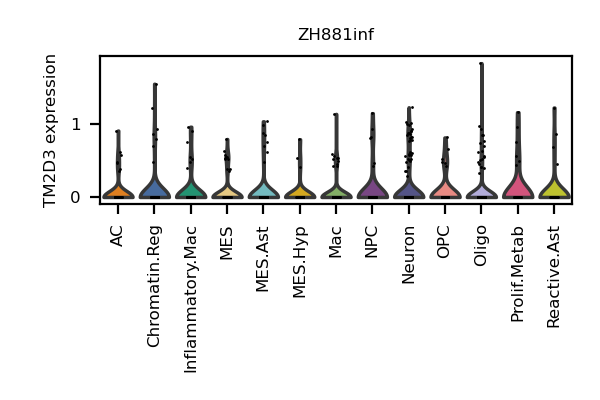 ZH881inf
TM2D3 expression
1
0
AC
Chromatin.Reg
Inflammatory.Mac
MES
MES.Ast
MES.Hyp
Mac
NPC
Neuron
OPC
Oligo
Prolif.Metab
Reactive.Ast